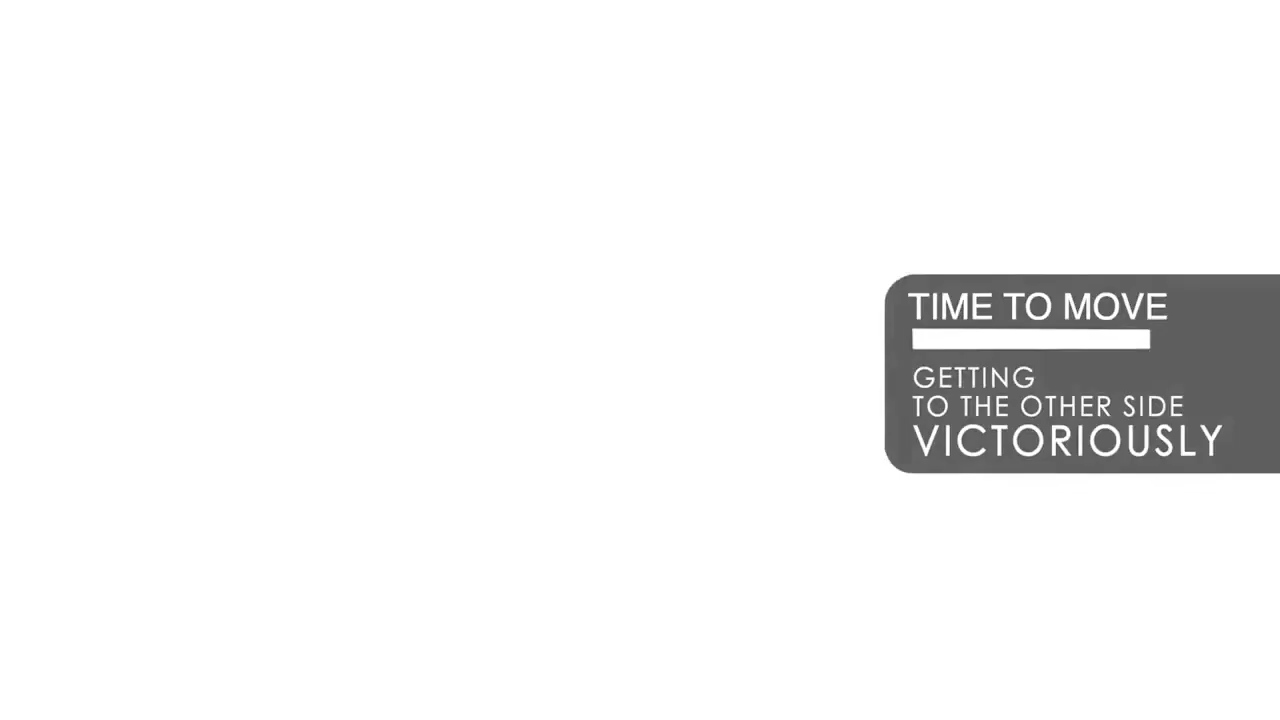 TIME TO MOVE
GETTING
TO THE OTHER SIDE
VICTORIOUSLY